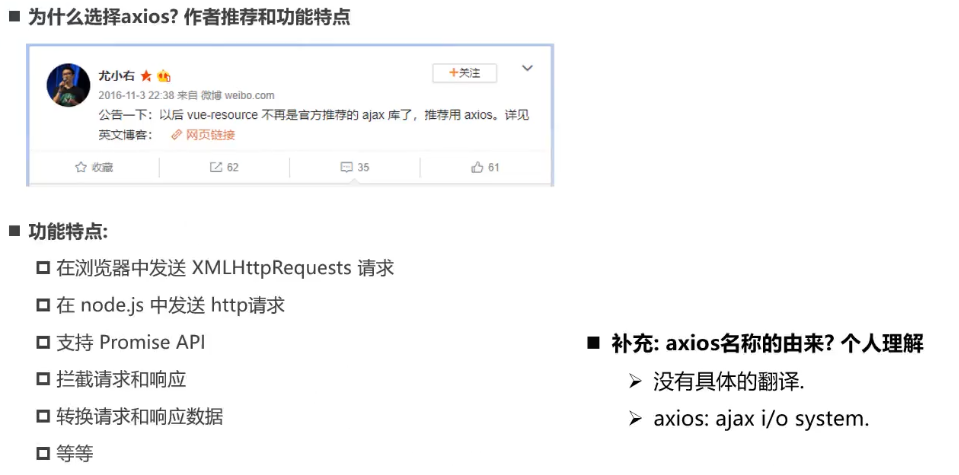 为什么选择axios? 作者推荐和功能特点
尤小右
+关注
2016-11-3 22:38 来自 微博 weibo.com
公告一下：以后 vue-resource 不再是官方推荐的 ajax 库了，推荐用 axios。详见
英文博客： 网页链接
收藏
62
35
61
功能特点:
在浏览器中发送 XMLHttpRequests 请求
在 node.js 中发送 http请求
支持 Promise API
拦截请求和响应
转换请求和响应数据
等等
补充: axios名称的由来? 个人理解
没有具体的翻译.
axios: ajax i/o system.